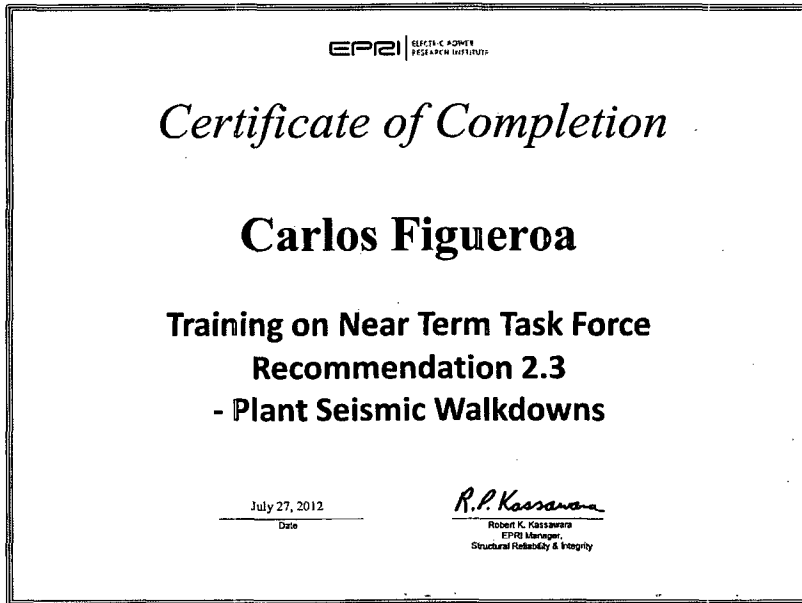 EPRI | ELECTRIC POWER
RESEARCH INSTITUTE
Certificate of Completion
Carlos Figueroa
Training on Near Term Task Force
Recommendation 2.3
- Plant Seismic Walkdowns
July 27, 2012
Date
R.P. Kassawara
Robert K. Kassawara
EPRI Manager,
Structural Reliability & Integrity